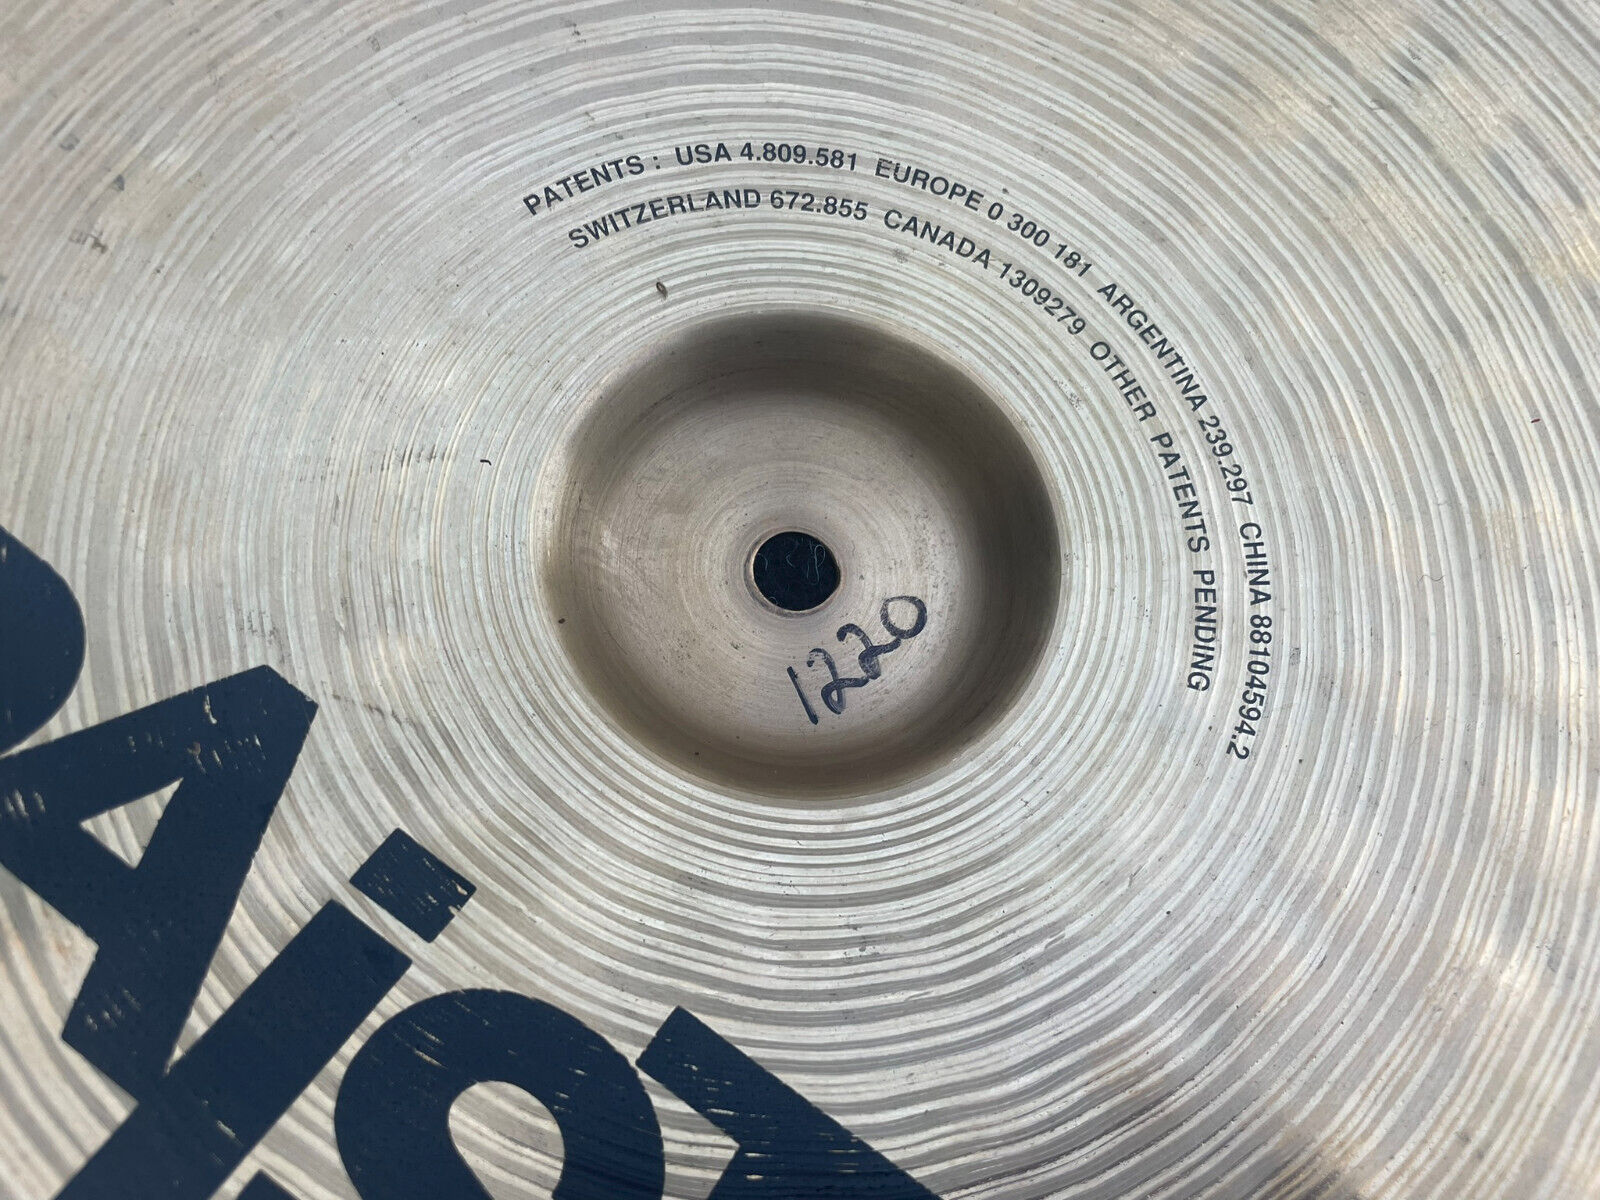 PATENTS : USA 4.809.581 EUROPE 0 300 181 ARGENTINA 239.297 CHINA 88104594.2
SWITZERLAND 672.855 CANADA 1309279 OTHER PATENTS PENDING
1220
PAiST